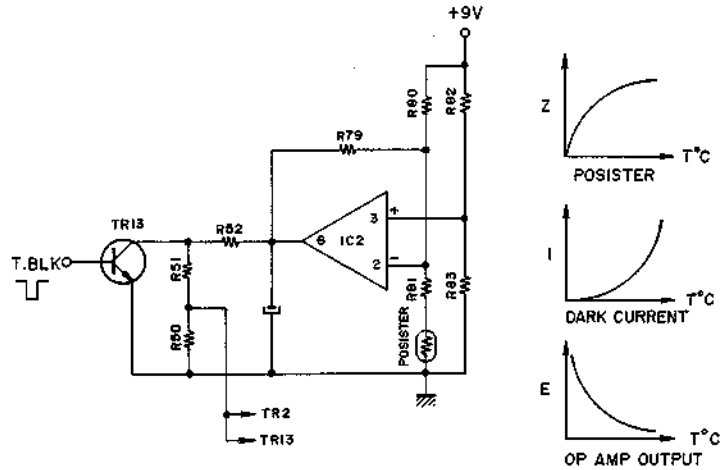 +9V
R80
R82
R79
Z
T°C
POSISTER
TR13
R52
6
IC2
3
+
2
-
T.BLK
R51
R81
R83
I
T°C
DARK CURRENT
R50
POSISTER
E
T°C
OP AMP OUTPUT
TR2
TR13